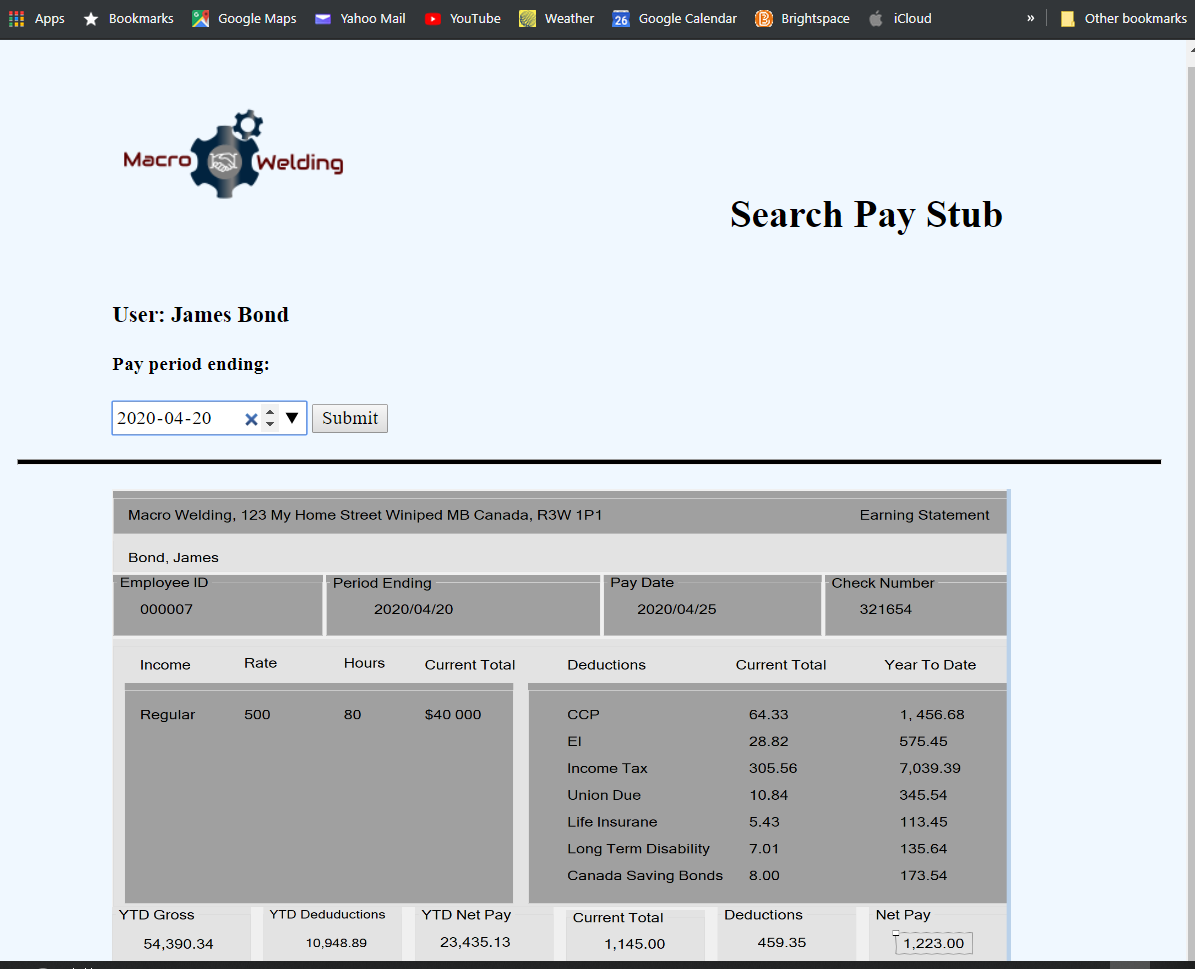 Apps Bookmarks Google Maps Yahoo Mail YouTube Weather 26 Google Calendar Brightspace iCloud » Other bookmarks
Macro Welding
Search Pay Stub
User: James Bond
Pay period ending:
2020-04-20 Submit
Macro Welding, 123 My Home Street Winiped MB Canada, R3W 1P1 Earning Statement
Bond, James
Employee ID Period Ending Pay Date Check Number
000007 2020/04/20 2020/04/25 321654
Income Rate Hours Current Total Deductions Current Total Year To Date
Regular 500 80 $40 000 CCP 64.33 1, 456.68
EI 28.82 575.45
Income Tax 305.56 7,039.39
Union Due 10.84 345.54
Life Insurane 5.43 113.45
Long Term Disability 7.01 135.64
Canada Saving Bonds 8.00 173.54
YTD Gross YTD Deduductions YTD Net Pay Current Total Deductions Net Pay
54,390.34 10,948.89 23,435.13 1,145.00 459.35 1,223.00